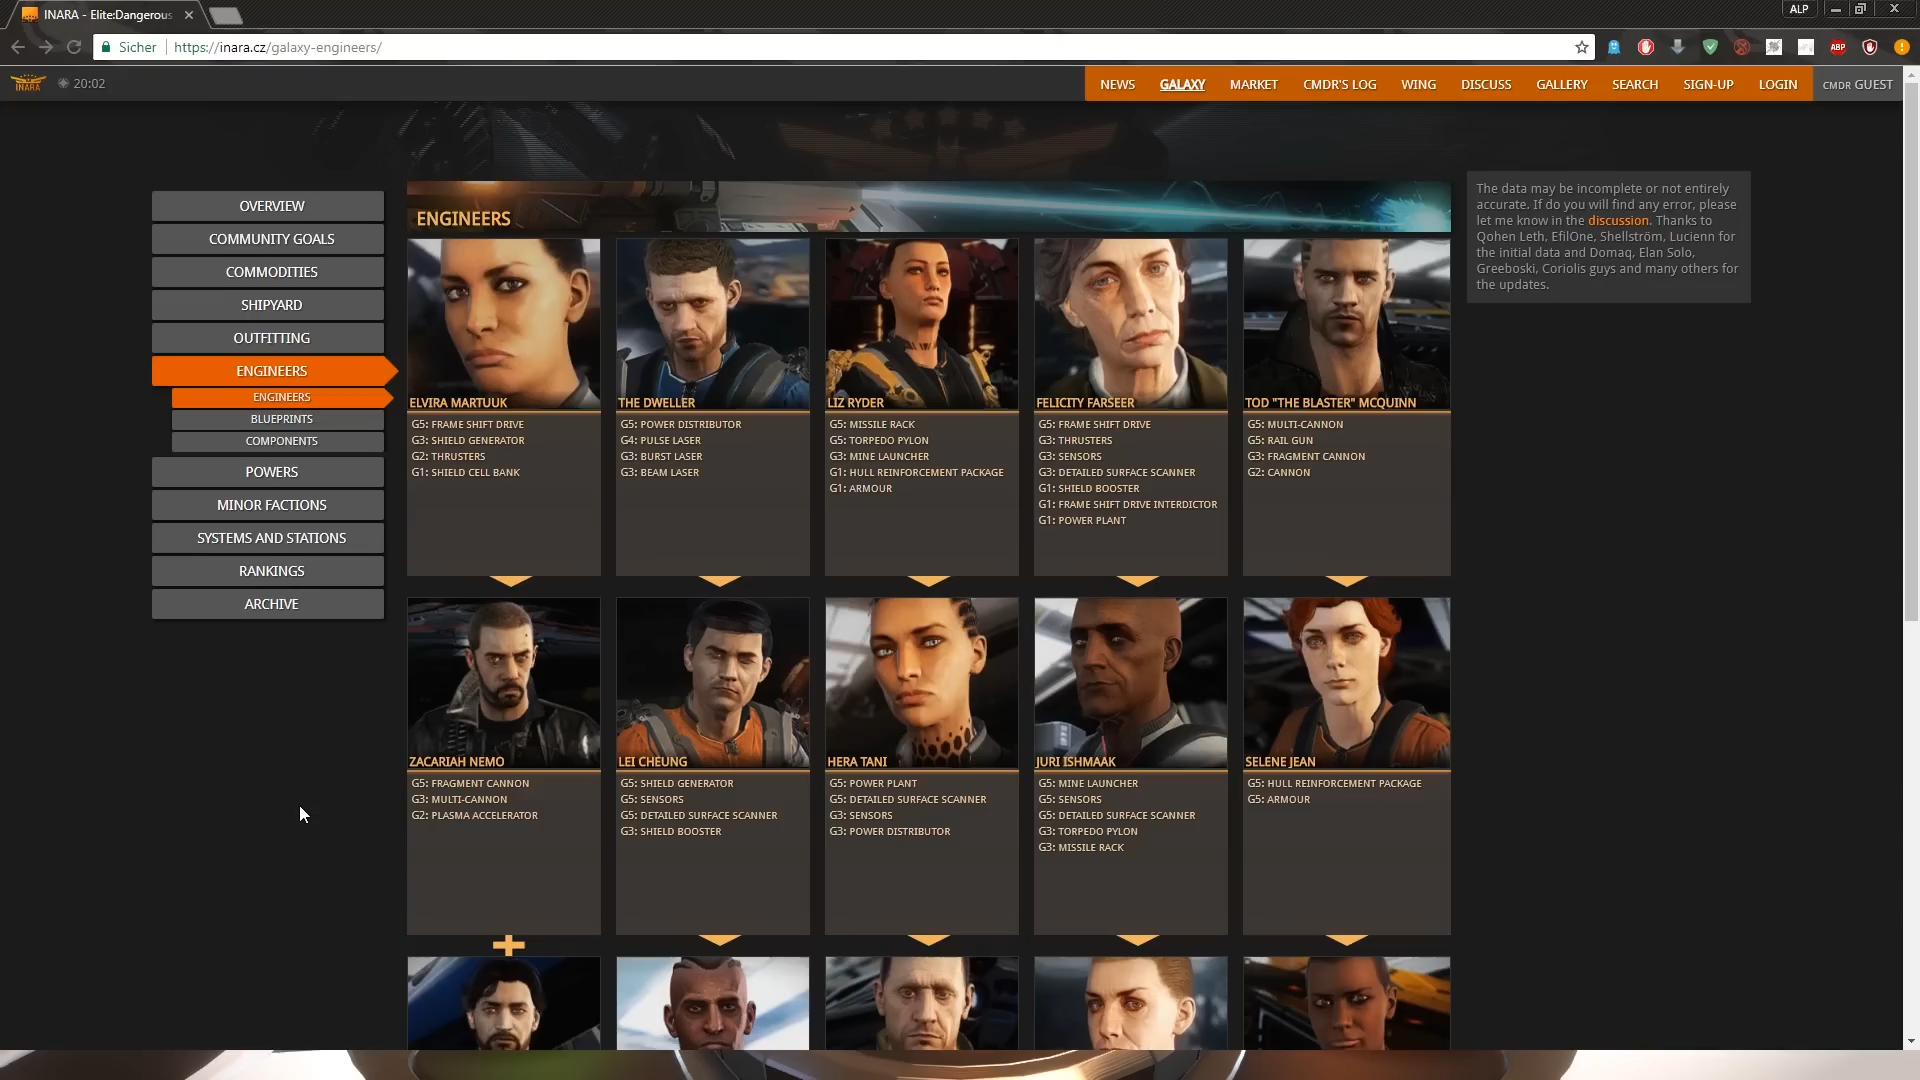 INARA - Elite:Dangerous
ALP
Sicher
https://inara.cz/galaxy-engineers/
ABP
INARA
20:02
NEWS
GALAXY
MARKET
CMDR'S LOG
WING
DISCUSS
GALLERY
SEARCH
SIGN-UP
LOGIN
CMDR GUEST
OVERVIEW
COMMUNITY GOALS
COMMODITIES
SHIPYARD
OUTFITTING
ENGINEERS
ENGINEERS
BLUEPRINTS
COMPONENTS
POWERS
MINOR FACTIONS
SYSTEMS AND STATIONS
RANKINGS
ARCHIVE
ENGINEERS
ELVIRA MARTUUK
G5: FRAME SHIFT DRIVE
G3: SHIELD GENERATOR
G2: THRUSTERS
G1: SHIELD CELL BANK
THE DWELLER
G5: POWER DISTRIBUTOR
G4: PULSE LASER
G3: BURST LASER
G3: BEAM LASER
LIZ RYDER
G5: MISSILE RACK
G5: TORPEDO PYLON
G3: MINE LAUNCHER
G1: HULL REINFORCEMENT PACKAGE
G1: ARMOUR
FELICITY FARSEER
G5: FRAME SHIFT DRIVE
G3: THRUSTERS
G3: SENSORS
G3: DETAILED SURFACE SCANNER
G1: SHIELD BOOSTER
G1: FRAME SHIFT DRIVE INTERDICTOR
G1: POWER PLANT
TOD "THE BLASTER" MCQUINN
G5: MULTI-CANNON
G5: RAIL GUN
G3: FRAGMENT CANNON
G2: CANNON
ZACARIAH NEMO
G5: FRAGMENT CANNON
G3: MULTI-CANNON
G2: PLASMA ACCELERATOR
LEI CHEUNG
G5: SHIELD GENERATOR
G5: SENSORS
G5: DETAILED SURFACE SCANNER
G3: SHIELD BOOSTER
HERA TANI
G5: POWER PLANT
G5: DETAILED SURFACE SCANNER
G3: SENSORS
G3: POWER DISTRIBUTOR
JURI ISHMAAK
G5: MINE LAUNCHER
G5: SENSORS
G5: DETAILED SURFACE SCANNER
G3: TORPEDO PYLON
G3: MISSILE RACK
SELENE JEAN
G5: HULL REINFORCEMENT PACKAGE
G5: ARMOUR
The data may be incomplete or not entirely
accurate. If do you will find any error, please
let me know in the discussion. Thanks to
Qohen Leth, EfilOne, Shellström, Lucienn for
the initial data and Domaq, Elan Solo,
Greeboski, Coriolis guys and many others for
the updates.